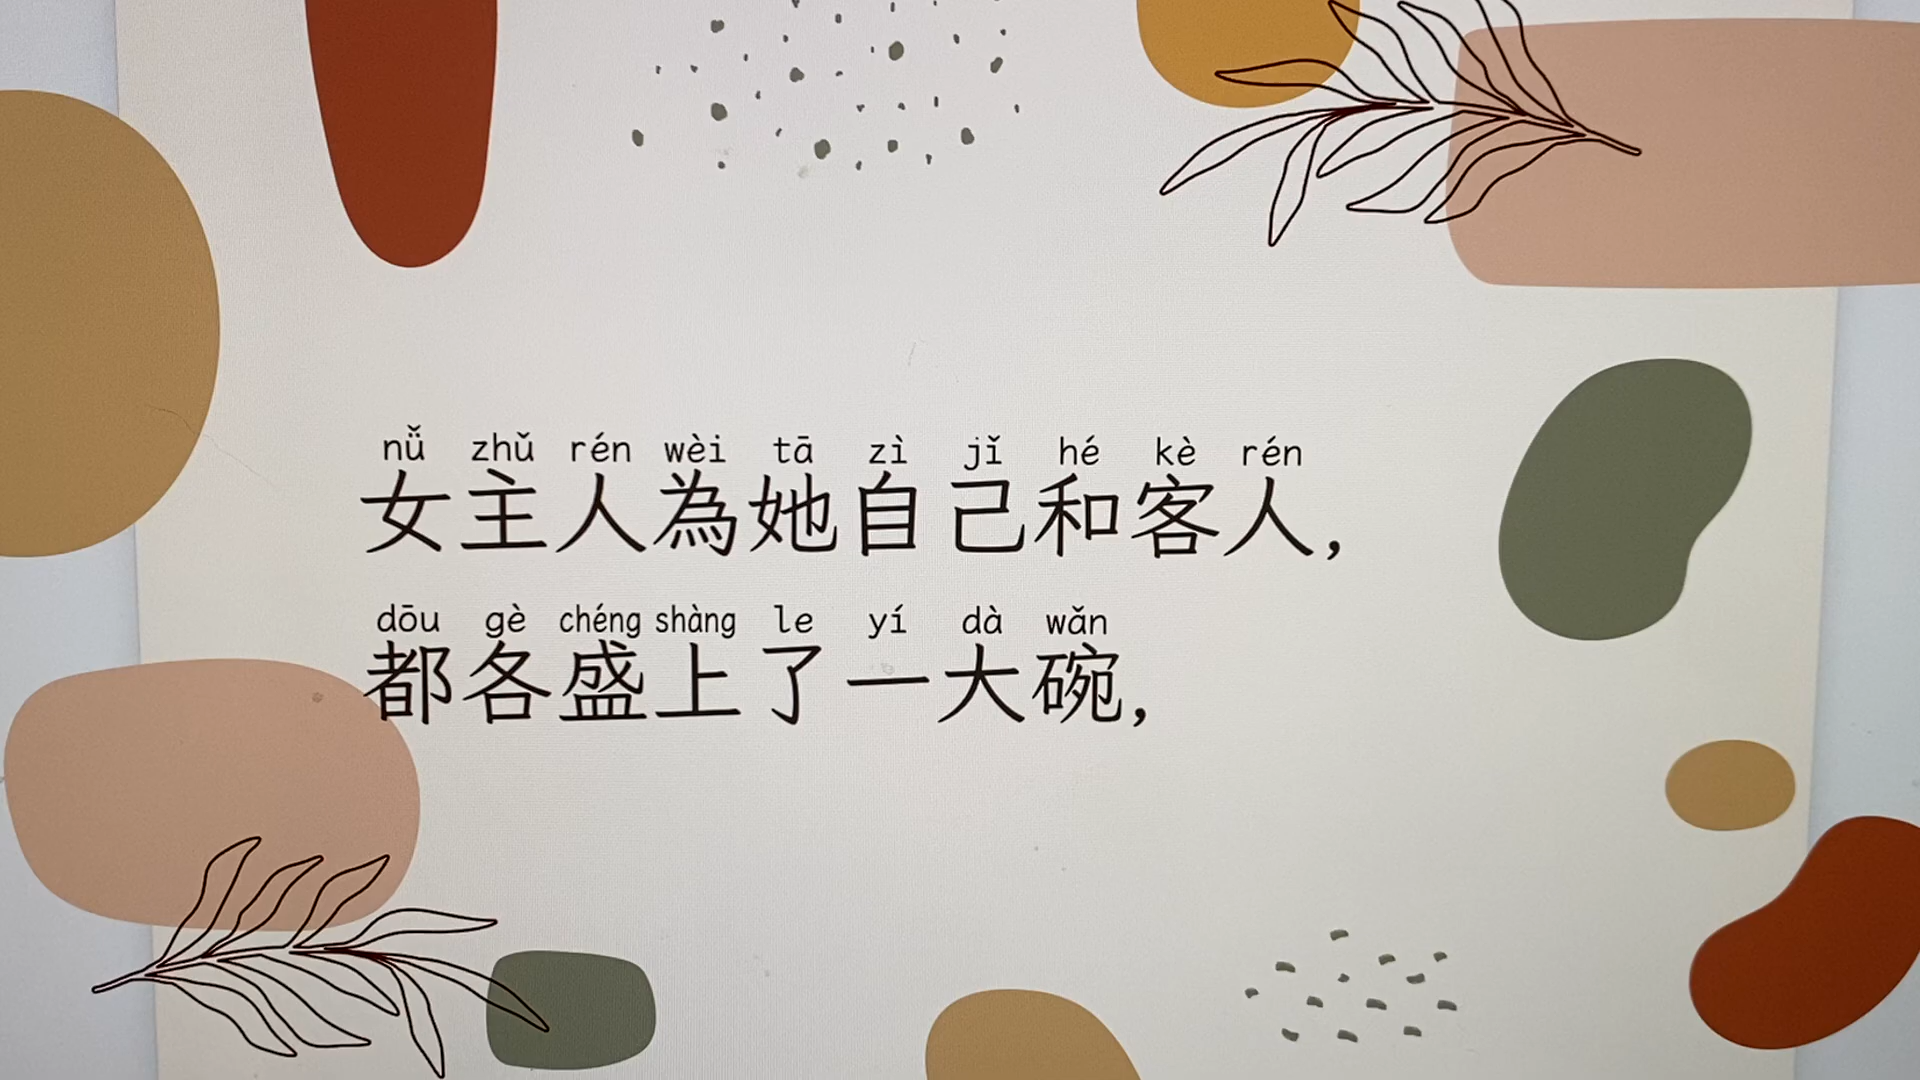 nǚ zhǔ rén wèi tā zì jǐ hé kè rén
女主人為她自己和客人，
dōu gè chéng shàng le yí dà wǎn
都各盛上了一大碗，